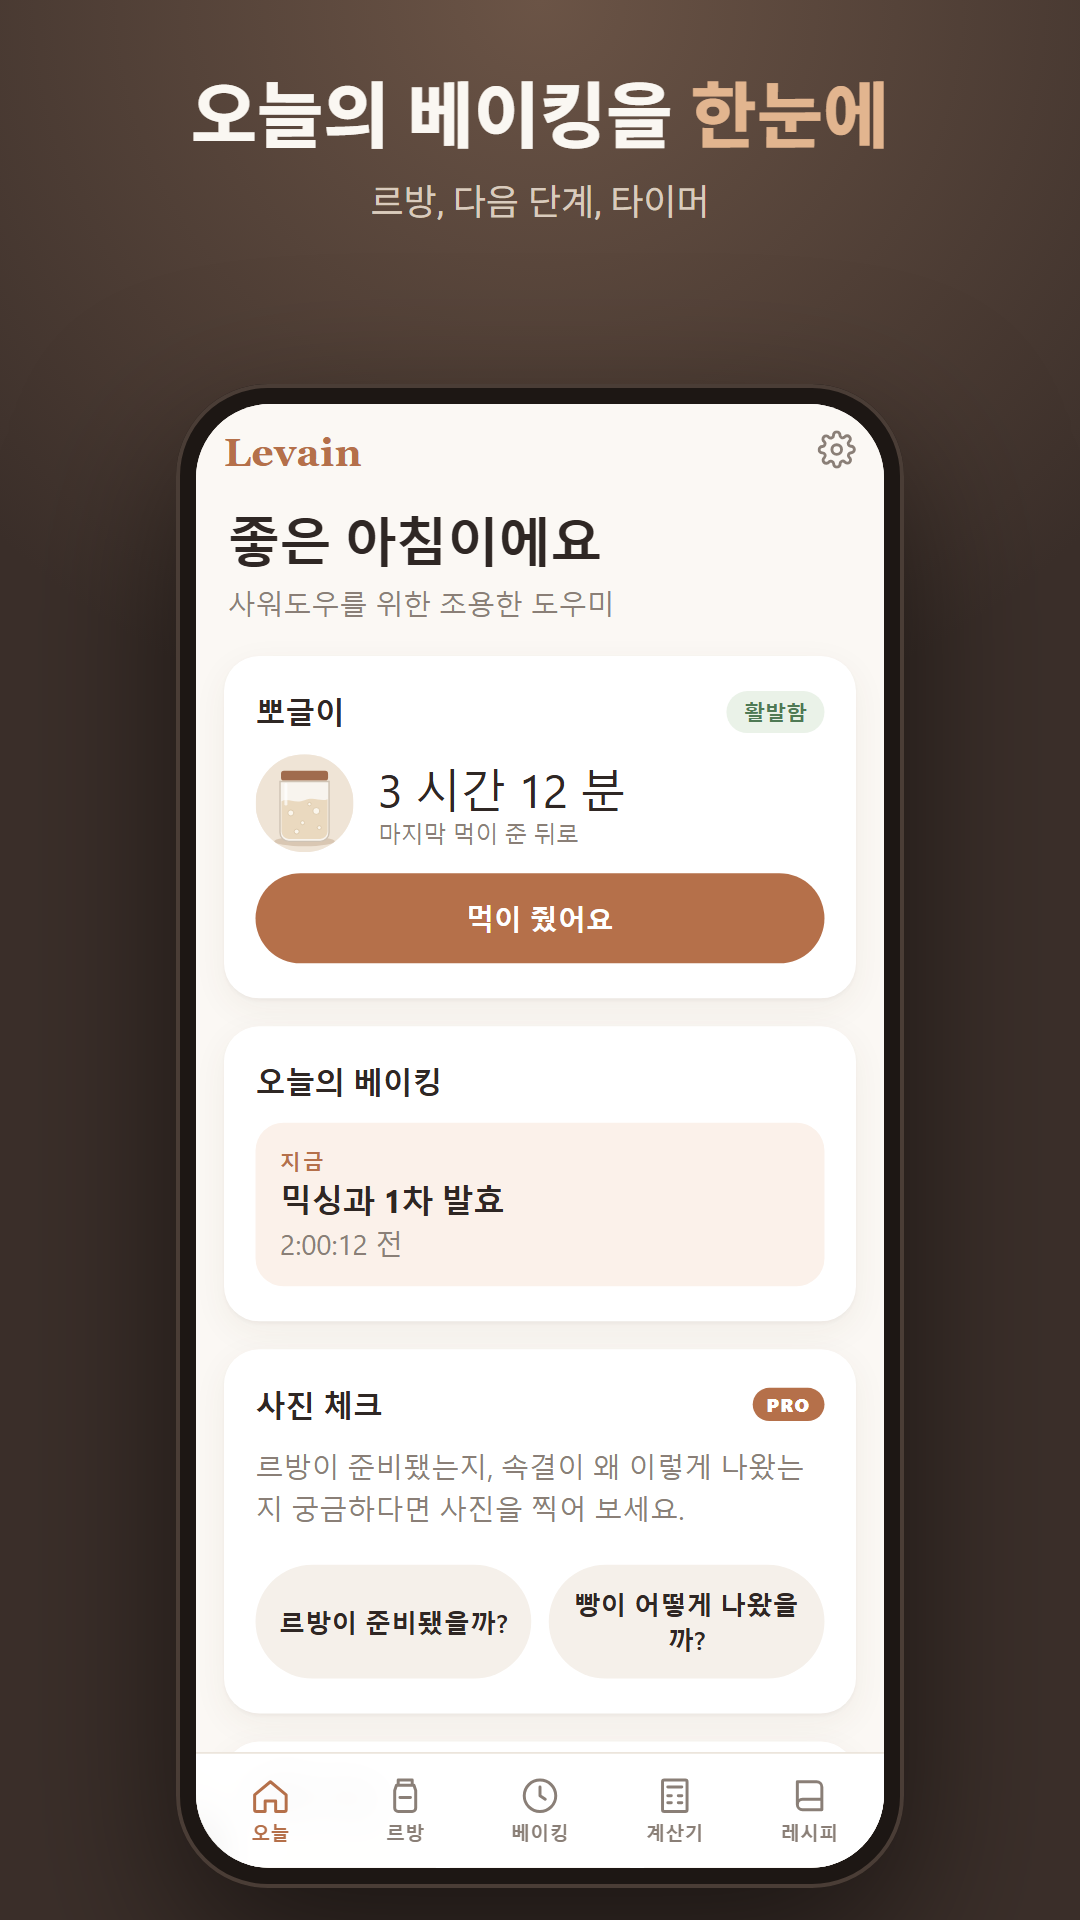 오늘의 베이킹을 한눈에
르방, 다음 단계, 타이머
Levain
좋은 아침이에요
사워도우를 위한 조용한 도우미
뽀글이
활발함
3 시간 12 분
마지막 먹이 준 뒤로
먹이 줬어요
오늘의 베이킹
지금
믹싱과 1차 발효
2:00:12 전
사진 체크
PRO
르방이 준비됐는지, 속결이 왜 이렇게 나왔는
지 궁금하다면 사진을 찍어 보세요.
르방이 준비됐을까?
빵이 어떻게 나왔을
까?
오늘
르방
베이킹
계산기
레시피